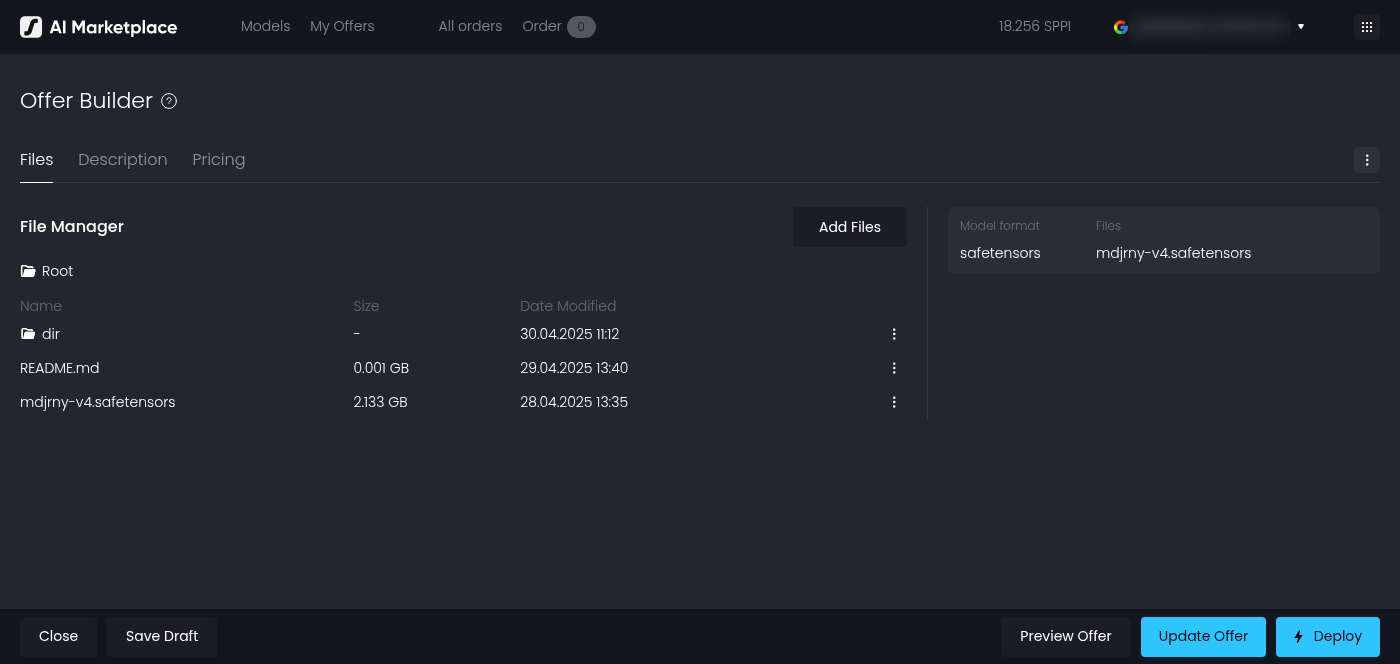 AI Marketplace Models My Offers All orders Order 0 18.256 SPPI
Offer Builder ?
Files Description Pricing
File Manager Add Files
Root
Name Size Date Modified
dir - 30.04.2025 11:12
README.md 0.001 GB 29.04.2025 13:40
mdjrny-v4.safetensors 2.133 GB 28.04.2025 13:35
Model format Files
safetensors mdjrny-v4.safetensors
Close Save Draft Preview Offer Update Offer Deploy